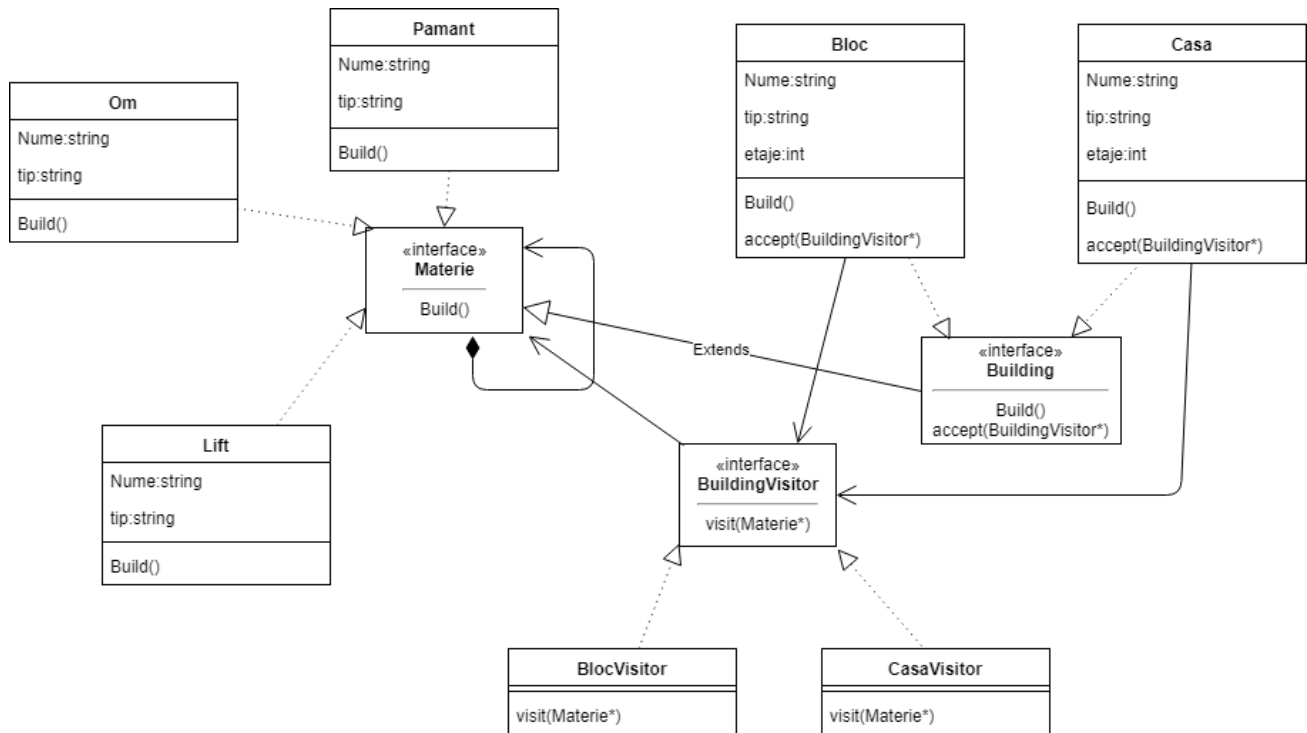 Pamant
Nume:string
tip:string
Build()
Bloc
Nume:string
tip:string
etaje:int
Build()
accept(BuildingVisitor*)
Casa
Nume:string
tip:string
etaje:int
Build()
accept(BuildingVisitor*)
Om
Nume:string
tip:string
Build()
«interface»
Materie
Build()
Extends
«interface»
Building
Build()
accept(BuildingVisitor*)
Lift
Nume:string
tip:string
Build()
«interface»
BuildingVisitor
visit(Materie*)
BlocVisitor
visit(Materie*)
CasaVisitor
visit(Materie*)